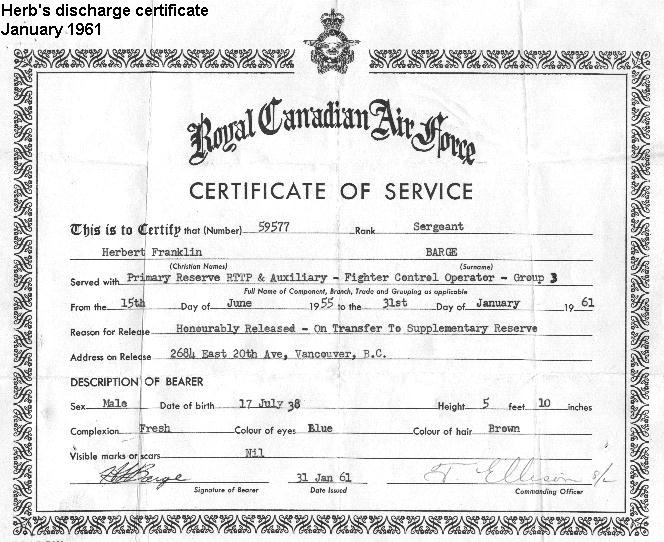 Herb's discharge certificate
January 1961
Royal Canadian Air Force
CERTIFICATE OF SERVICE
This is to Certify that (Number) 59577 Rank Sergeant
Herbert Franklin BARGE
(Christian Names) (Surname)
Served with Primary Reserve RTTP & Auxiliary - Fighter Control Operator - Group 3
Full Name of Component, Branch, Trade and Grouping as applicable
From the 15th Day of June 1955 to the 31st Day of January 1961
Reason for Release Honourably Released - On Transfer To Supplementary Reserve
Address on Release 2684 East 20th Ave, Vancouver, B.C.
DESCRIPTION OF BEARER
Sex Male Date of birth 17 July 38 Height 5 feet 10 inches
Complexion Fresh Colour of eyes Blue Colour of hair Brown
Visible marks or scars Nil
Barge 31 Jan 61 Ellison S/L
Signature of Bearer Date Issued Commanding Officer